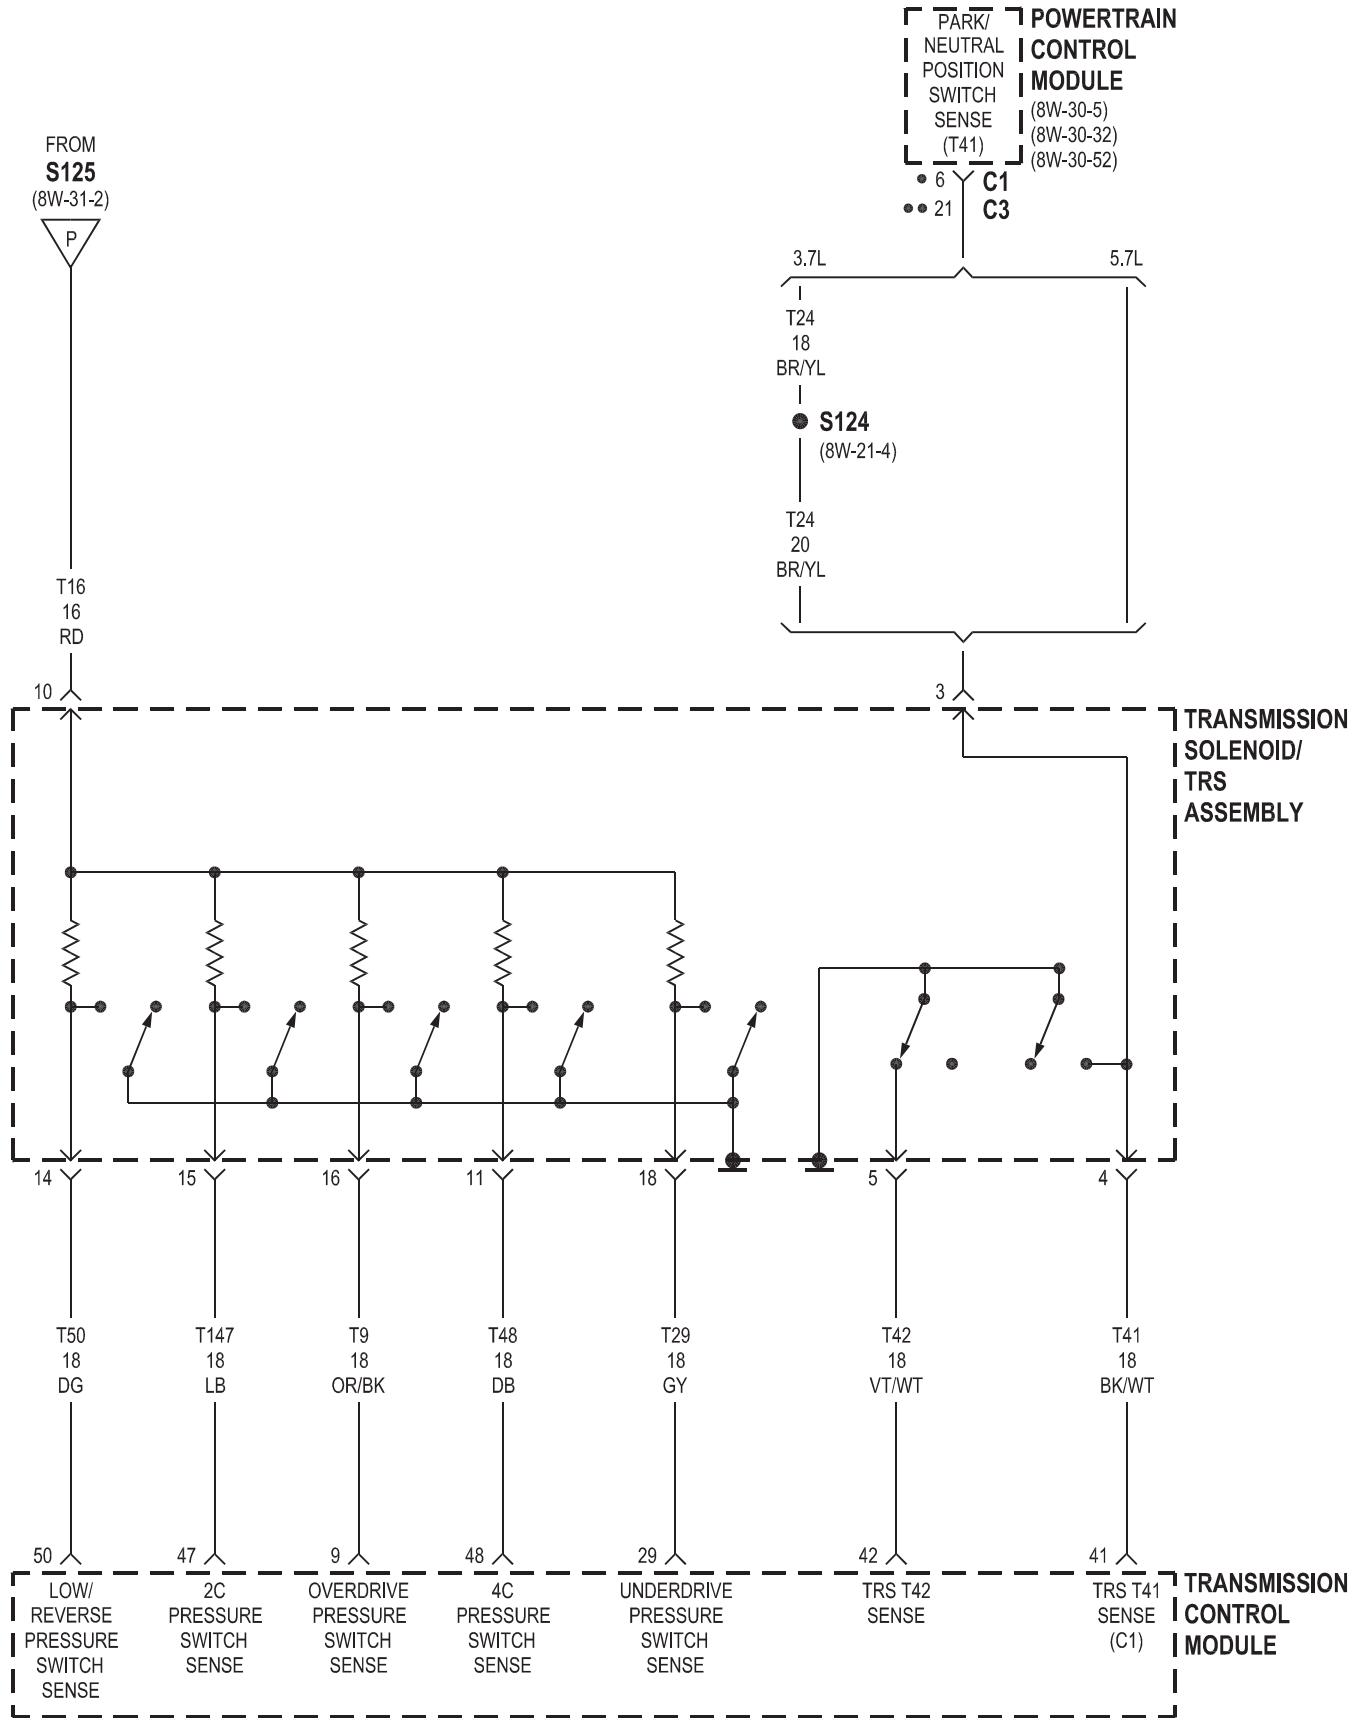 PARK/
NEUTRAL
POSITION
SWITCH
SENSE
(T41)
POWERTRAIN
CONTROL
MODULE
(8W-30-5)
(8W-30-32)
(8W-30-52)
FROM
S125
(8W-31-2)
P
6 C1
21 C3
3.7L
5.7L
T24
18
BR/YL
S124
(8W-21-4)
T24
20
BR/YL
T16
16
RD
10
3
TRANSMISSION
SOLENOID/
TRS
ASSEMBLY
14
15
16
11
18
5
4
T50
18
DG
T147
18
LB
T9
18
OR/BK
T48
18
DB
T29
18
GY
T42
18
VT/WT
T41
18
BK/WT
50
47
9
48
29
42
41
LOW/
REVERSE
PRESSURE
SWITCH
SENSE
2C
PRESSURE
SWITCH
SENSE
OVERDRIVE
PRESSURE
SWITCH
SENSE
4C
PRESSURE
SWITCH
SENSE
UNDERDRIVE
PRESSURE
SWITCH
SENSE
TRS T42
SENSE
TRS T41
SENSE
(C1)
TRANSMISSION
CONTROL
MODULE